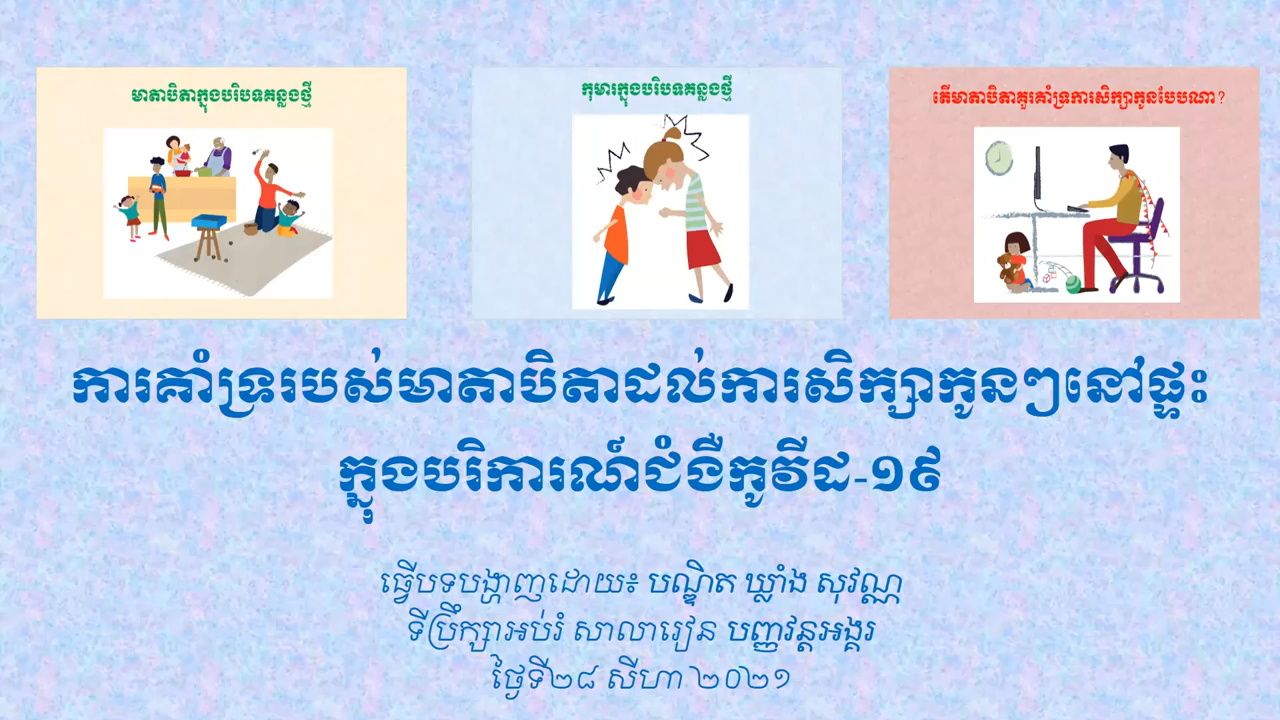 មាតាបិតាក្នុងបរិបទគន្លងថ្មី
កុមារក្នុងបរិបទគន្លងថ្មី
តើមាតាបិតាគួរគាំទ្រការសិក្សាកូនបែបណា?
ការគាំទ្ររបស់មាតាបិតាដល់ការសិក្សាកូនៗនៅផ្ទះ
ក្នុងបរិការណ៍ជំងឺកូវីដ-១៩
ធ្វើបទបង្ហាញដោយ៖ បណ្ឌិត ឃ្លាំង សុវណ្ណ
ទីប្រឹក្សាអប់រំ សាលារៀន បញ្ញវន្តអង្គរ
ថ្ងៃទី២៨ សីហា ២០២១